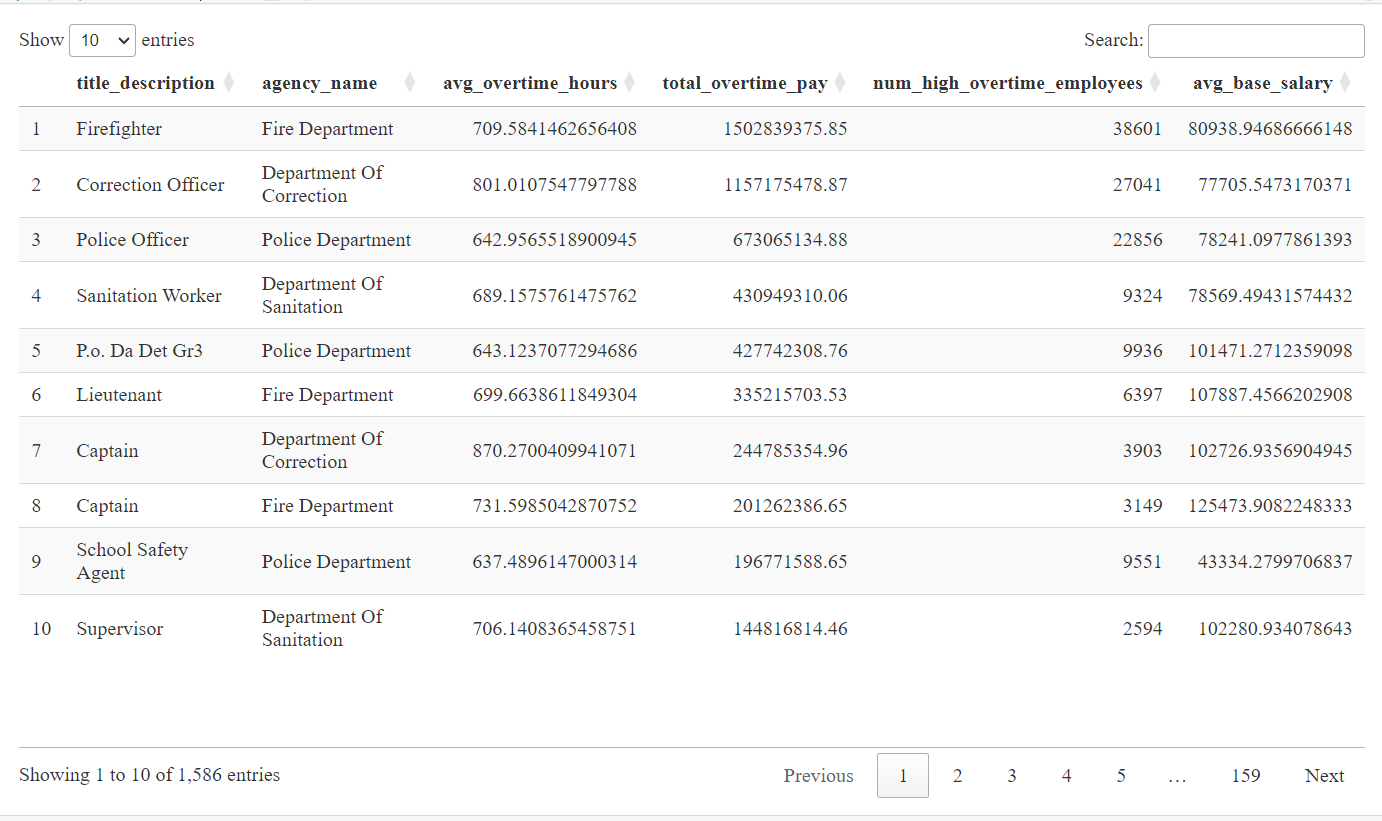 Show 10 entries Search:
title_description agency_name avg_overtime_hours total_overtime_pay num_high_overtime_employees avg_base_salary
1 Firefighter Fire Department 709.5841462656408 1502839375.85 38601 80938.94686666148
2 Correction Officer Department Of Correction 801.0107547797788 1157175478.87 27041 77705.5473170371
3 Police Officer Police Department 642.9565518900945 673065134.88 22856 78241.0977861393
4 Sanitation Worker Department Of Sanitation 689.1575761475762 430949310.06 9324 78569.49431574432
5 P.o. Da Det Gr3 Police Department 643.1237077294686 427742308.76 9936 101471.2712359098
6 Lieutenant Fire Department 699.6638611849304 335215703.53 6397 107887.4566202908
7 Captain Department Of Correction 870.2700409941071 244785354.96 3903 102726.9356904945
8 Captain Fire Department 731.5985042870752 201262386.65 3149 125473.9082248333
9 School Safety Agent Police Department 637.4896147000314 196771588.65 9551 43334.2799706837
10 Supervisor Department Of Sanitation 706.1408365458751 144816814.46 2594 102280.934078643
Showing 1 to 10 of 1,586 entries Previous 1 2 3 4 5 … 159 Next